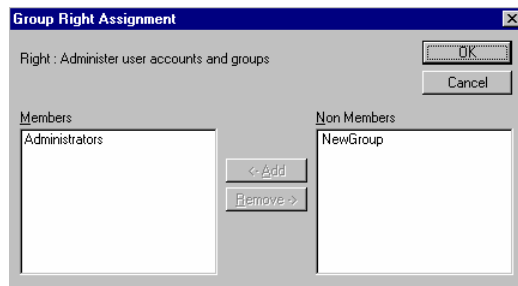 Group Right Assignment
Right : Administer user accounts and groups
OK
Cancel
Members
Non Members
Administrators
NewGroup
<-Add
Remove->